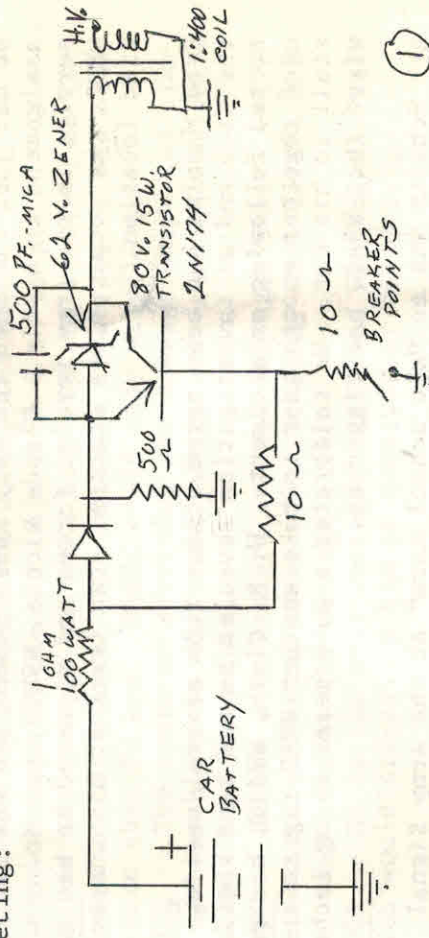 eting:
+
CAR
BATTERY
1 OHM
100 WATT
500
Ω
10 Ω
500 PF.-MICA
62 V. ZENER
80 V. 15 W.
TRANSISTOR
2N174
10 Ω
BREAKER
POINTS
H.V.
1:400
COIL
1